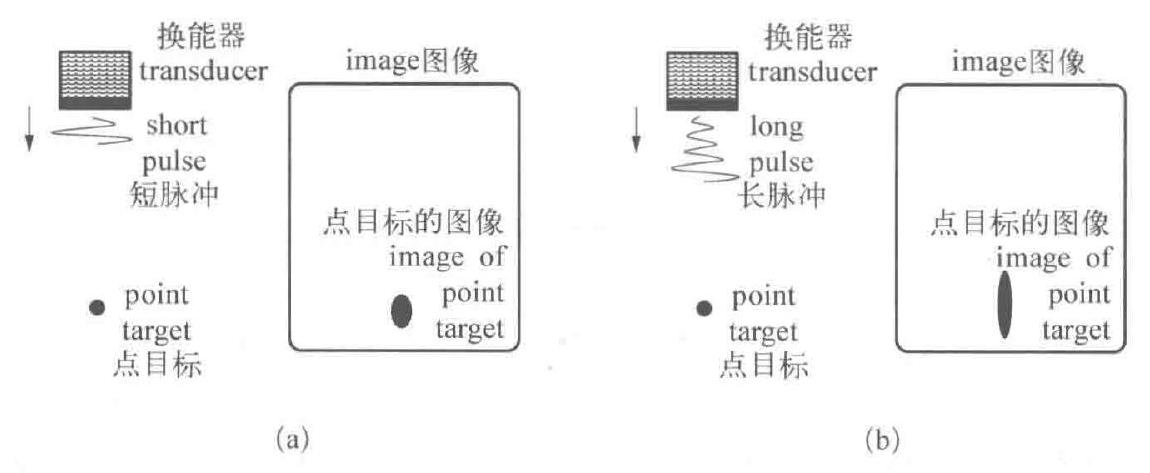 换能器
transducer
image图像
short
pulse
短脉冲
点目标的图像
image of
point
target
point
target
点目标
(a)
换能器
transducer
image图像
long
pulse
长脉冲
点目标的图像
image of
point
target
point
target
点目标
(b)